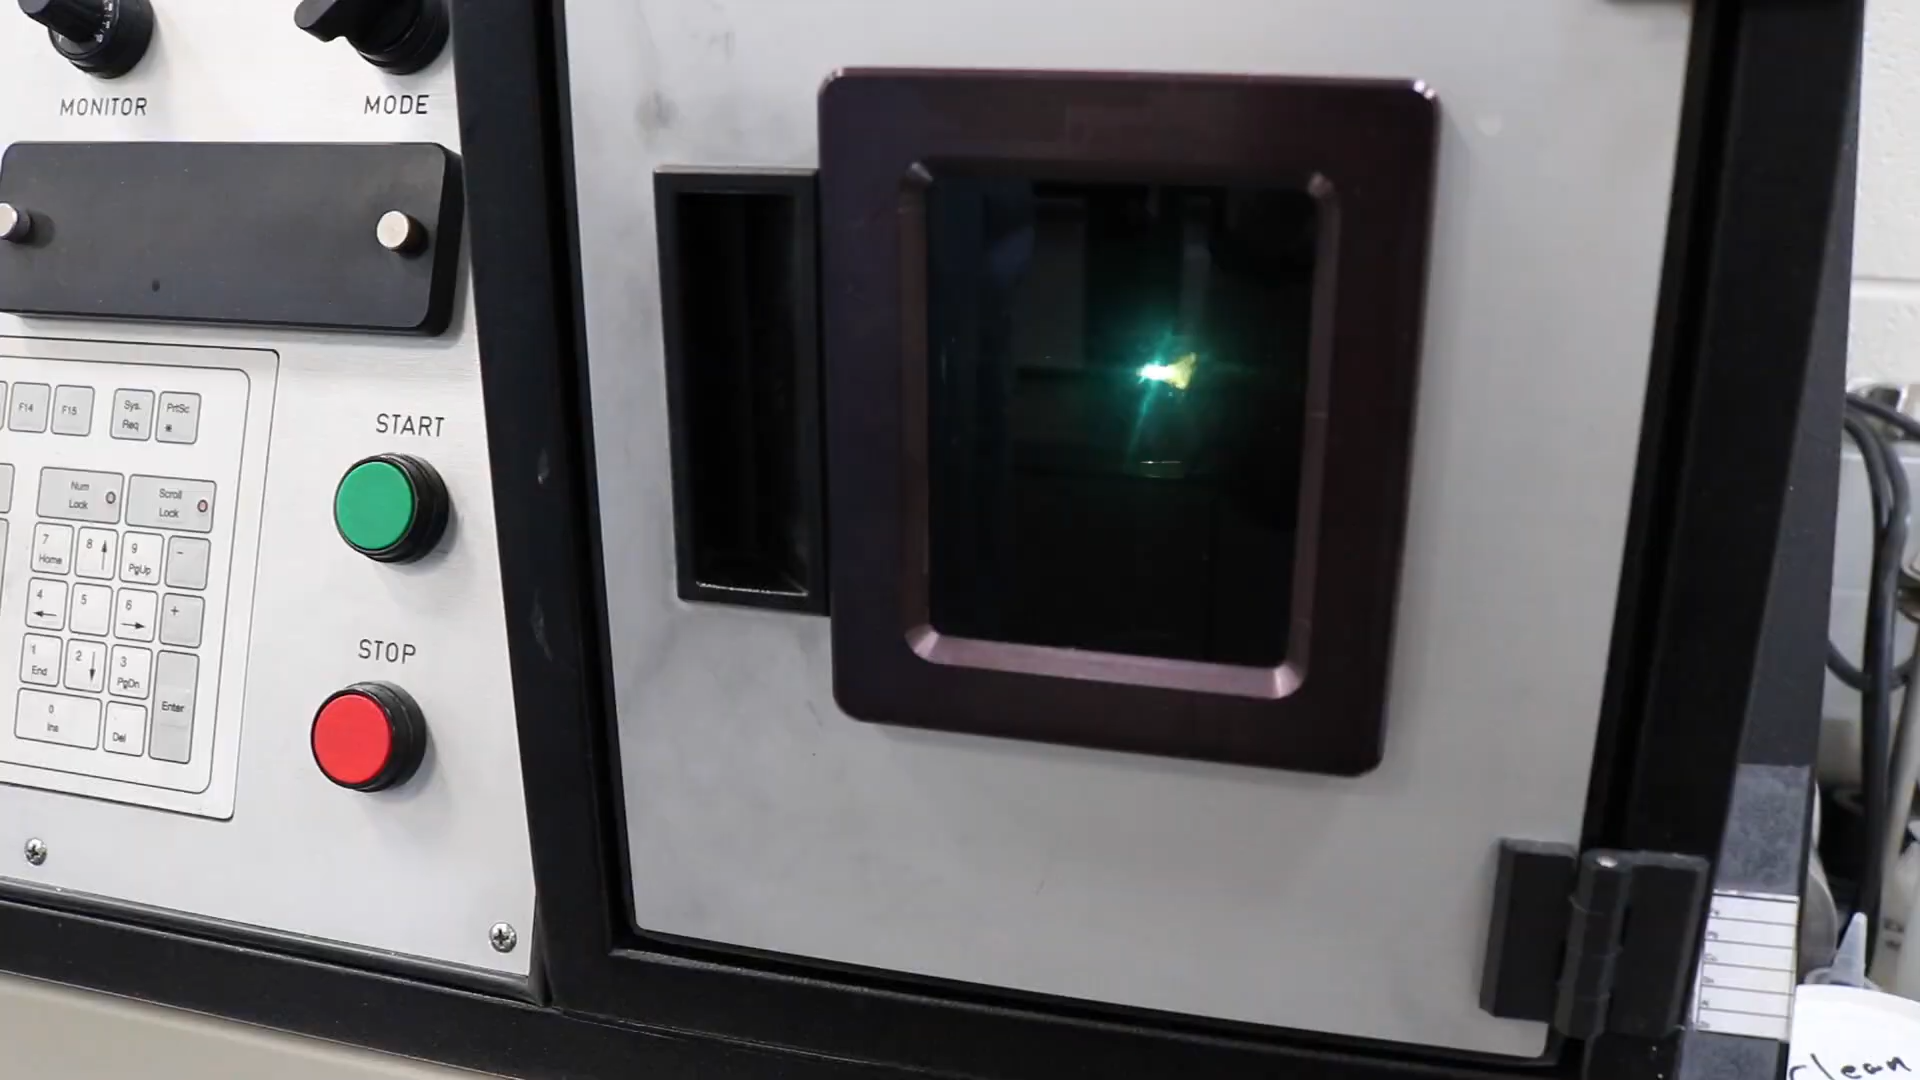 MONITOR
MODE
F14
F15
Sys.
Req
PrtSc
*
START
Num
Lock
Scroll
Lock
7
Home
8
9
PgUp
-
4
5
6
+
STOP
1
End
2
3
PgDn
Enter
0
Ins
Del
clean